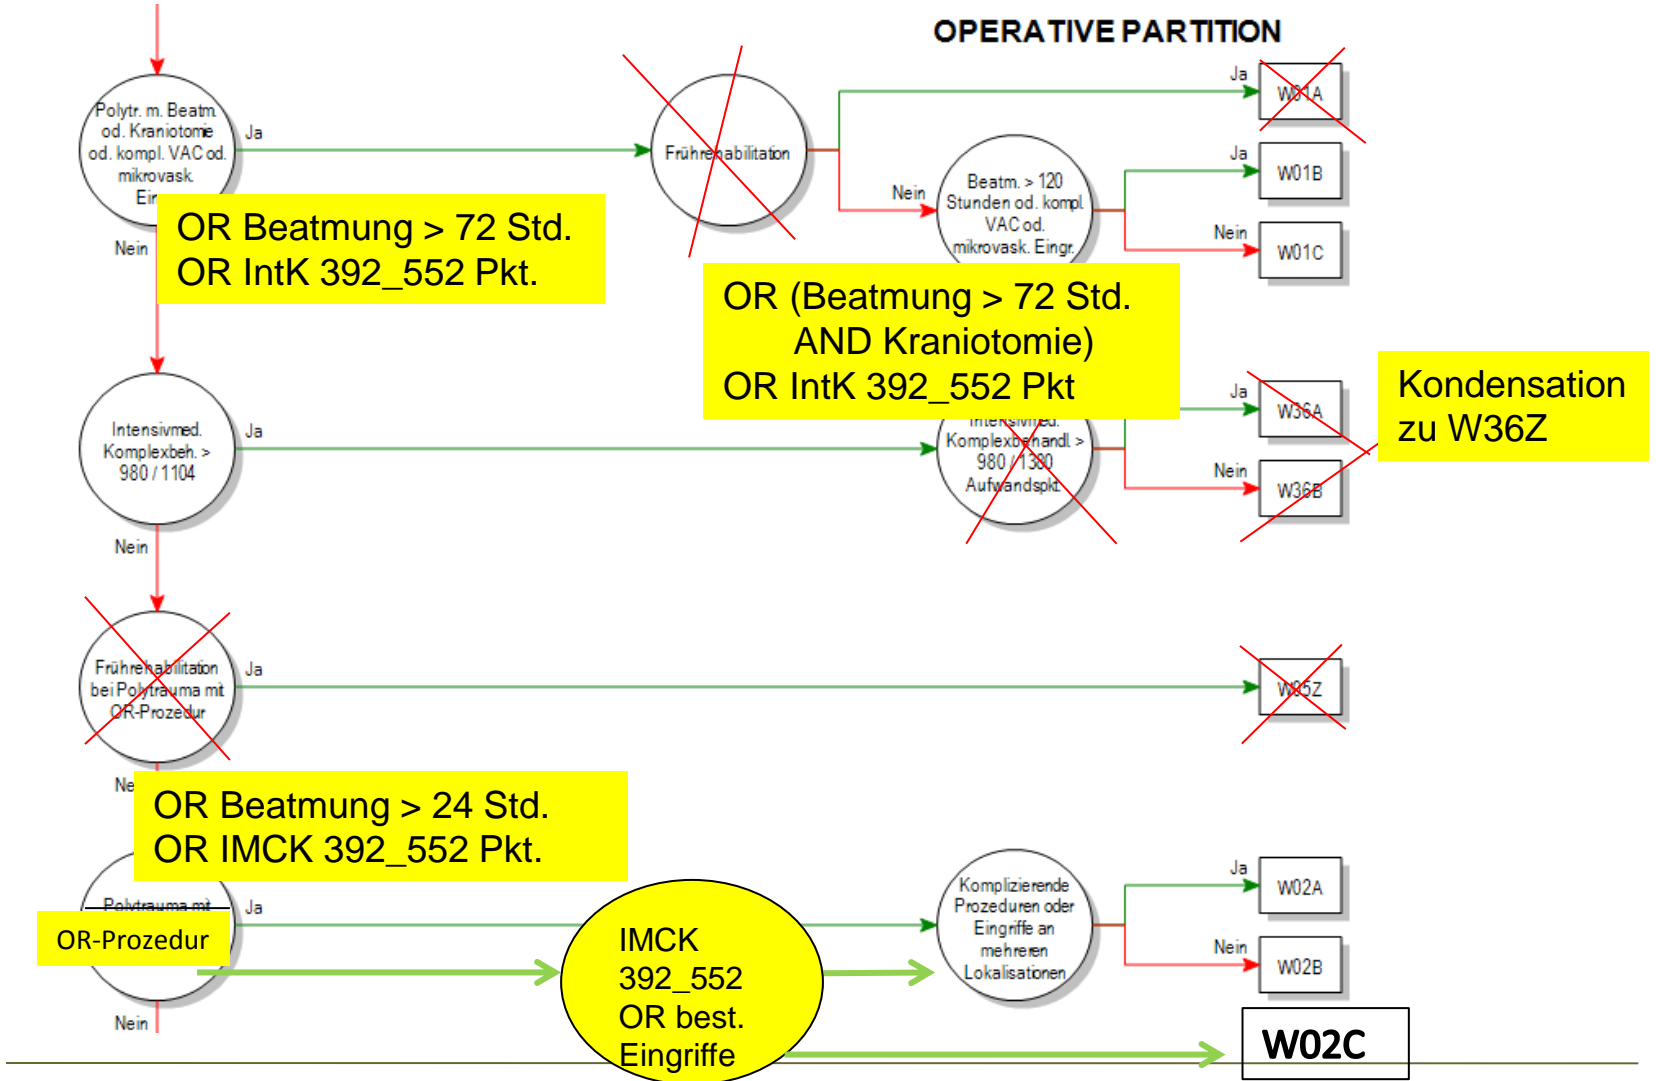 OPERATIVE PARTITION
Polytr. m. Beatm.
od. Kraniotomie
od. kompl. VAC od.
mikrovask.
Ja
Nein
OR Beatmung > 72 Std.
OR IntK 392_552 Pkt.
Frührehabilitation
Ja
W01A
Nein
Beatm. > 120
Stunden od. kompl.
VAC od.
mikrovask. Eingr.
Ja
W01B
Nein
W01C
OR (Beatmung > 72 Std.
AND Kraniotomie)
OR IntK 392_552 Pkt
Intensivmed.
Komplexbeh. >
980 / 1104
Ja
Nein
Intensivmed.
Komplexbehandl. >
980 / 1380
Aufwandspkt.
Ja
W36A
Nein
W36B
Kondensation
zu W36Z
Frührehabilitation
bei Polytrauma mit
OR-Prozedur
Ja
W05Z
OR Beatmung > 24 Std.
OR IMCK 392_552 Pkt.
Polytrauma mit
OR-Prozedur
Ja
Nein
IMCK
392_552
OR best.
Eingriffe
Komplizierende
Prozeduren oder
Eingriffe an
mehreren
Lokalisationen
Ja
W02A
Nein
W02B
W02C